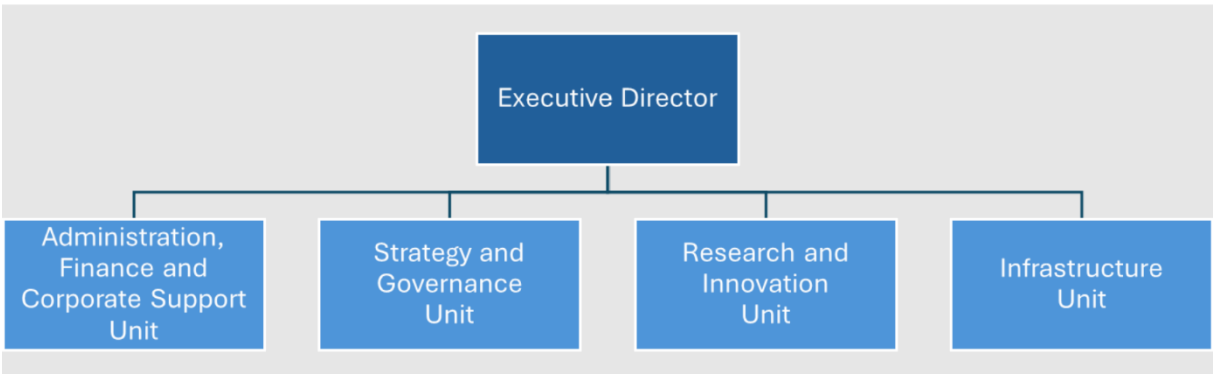 Executive Director
Administration,
Finance and
Corporate Support
Unit
Strategy and
Governance
Unit
Research and
Innovation
Unit
Infrastructure
Unit